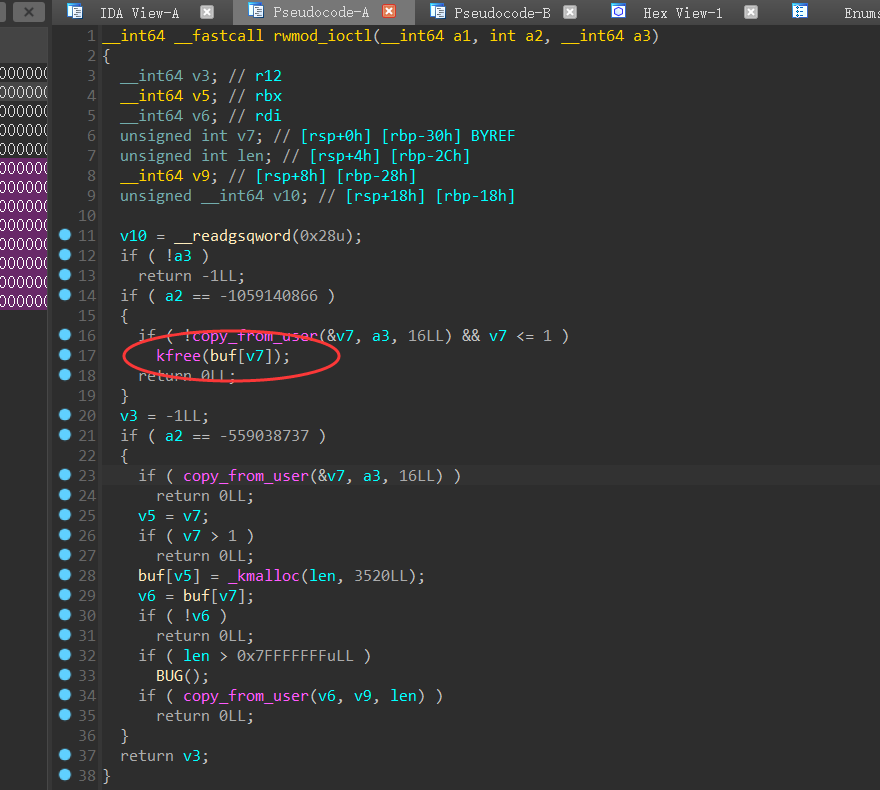 IDA View-A Pseudocode-A Pseudocode-B Hex View-1 Enums
1 __int64 __fastcall rwmod_ioctl(__int64 a1, int a2, __int64 a3)
2 {
3 __int64 v3; // r12
4 __int64 v5; // rbx
5 __int64 v6; // rdi
6 unsigned int v7; // [rsp+0h] [rbp-30h] BYREF
7 unsigned int len; // [rsp+4h] [rbp-2Ch]
8 __int64 v9; // [rsp+8h] [rbp-28h]
9 unsigned __int64 v10; // [rsp+18h] [rbp-18h]
10
11 v10 = __readgsqword(0x28u);
12 if ( !a3 )
13 return -1LL;
14 if ( a2 == -1059140866 )
15 {
16 if ( !copy_from_user(&v7, a3, 16LL) && v7 <= 1 )
17 kfree(buf[v7]);
18 return 0LL;
19 }
20 v3 = -1LL;
21 if ( a2 == -559038737 )
22 {
23 if ( copy_from_user(&v7, a3, 16LL) )
24 return 0LL;
25 v5 = v7;
26 if ( v7 > 1 )
27 return 0LL;
28 buf[v5] = _kmalloc(len, 3520LL);
29 v6 = buf[v7];
30 if ( !v6 )
31 return 0LL;
32 if ( len > 0x7FFFFFFFuLL )
33 BUG();
34 if ( copy_from_user(v6, v9, len) )
35 return 0LL;
36 }
37 return v3;
38 }